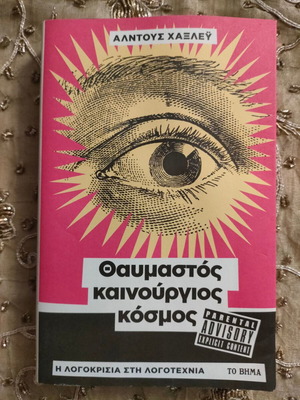 ΑΛΝΤΟΥΣ ΧΑΞΛΕΫ
Θαυμαστός
καινούργιος
κόσμος
PARENTAL
ADVISORY
EXPLICIT CONTENT
Η ΛΟΓΟΚΡΙΣΙΑ ΣΤΗ ΛΟΓΟΤΕΧΝΙΑ
ΤΟ ΒΗΜΑ